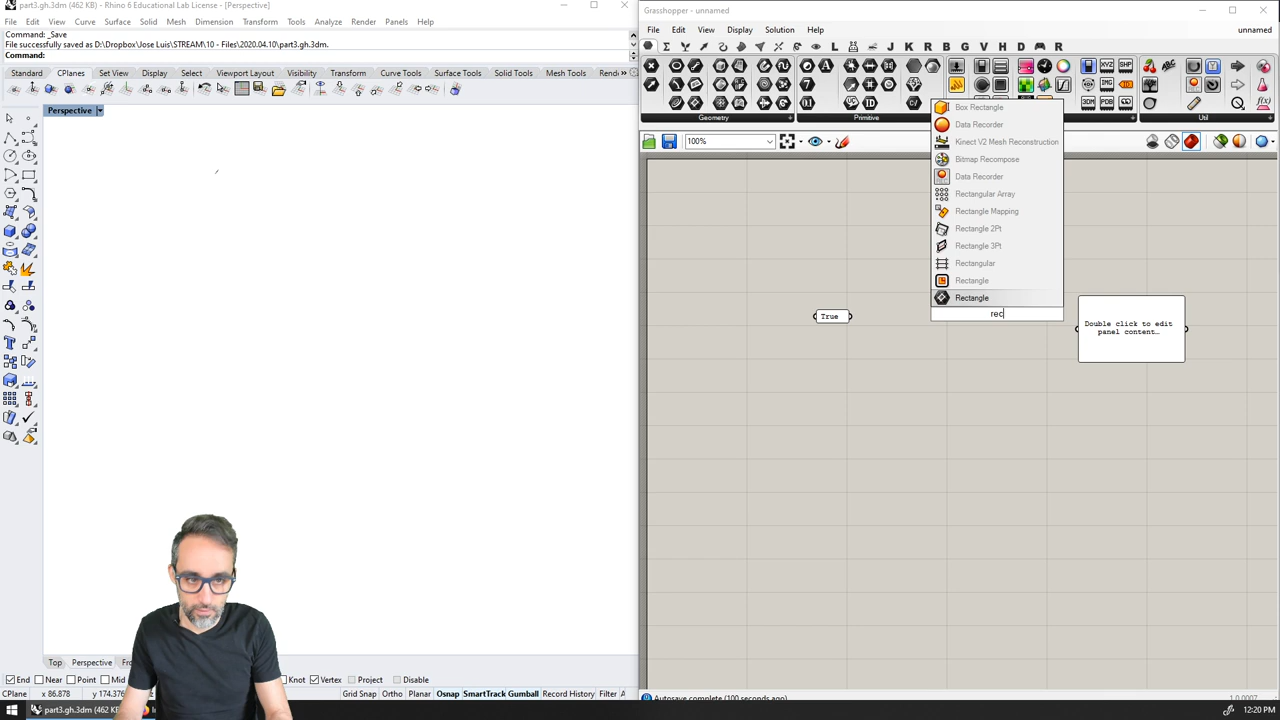 part3.gh.3dm (462 KB) - Rhino 6 Educational Lab License - [Perspective]
File Edit View Curve Surface Solid Mesh Dimension Transform Tools Analyze Render Panels Help
Command: _Save
File successfully saved as D:\Dropbox\Jose Luis\STREAM\10 - Files\2020.04.10\part3.gh.3dm.
Command:
Standard CPlanes Set View Display Select Viewport Layout Visibility Transform Curve Tools Surface Tools Solid Tools Mesh Tools
Perspective
Top Perspective
End Near Point Mid Knot Vertex Project Disable
CPlane x 86.878 y 174.376 Grid Snap Ortho Planar Osnap SmartTrack Gumball Record History Filter
part3.gh.3dm (462 K
Grasshopper - unnamed
File Edit View Display Solution Help unnamed
Geometry Primitive Util
100%
Box Rectangle
Data Recorder
Kinect V2 Mesh Reconstruction
Bitmap Recompose
Data Recorder
Rectangular Array
Rectangle Mapping
Rectangle 2Pt
Rectangle 3Pt
Rectangular
Rectangle
Rectangle
rec
True
Double click to edit
panel content…
Autosave complete (100 seconds ago)
1.0.0007
12:20 PM